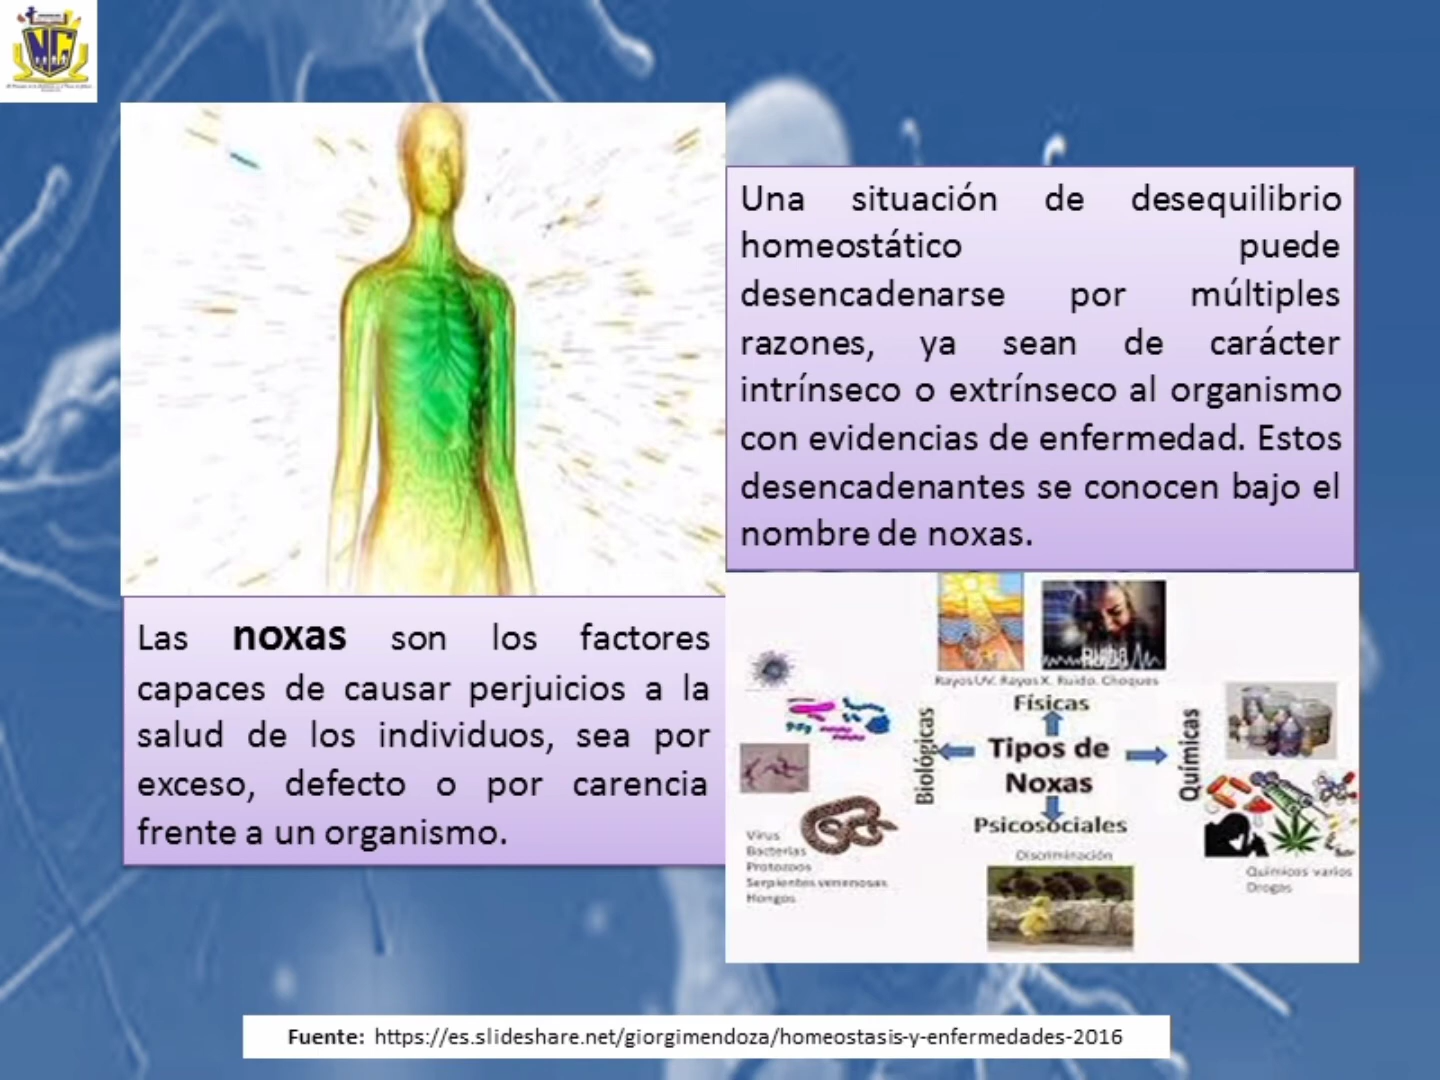 NG
Una situación de desequilibrio
homeostático puede
desencadenarse por múltiples
razones, ya sean de carácter
intrínseco o extrínseco al organismo
con evidencias de enfermedad. Estos
desencadenantes se conocen bajo el
nombre de noxas.
Las noxas son los factores
capaces de causar perjuicios a la
salud de los individuos, sea por
exceso, defecto o por carencia
frente a un organismo.
Rayos UV. Rayos X. Ruido. Choques
Físicas
Biológicas
Tipos de
Noxas
Químicas
Psicosociales
Discriminación
Virus
Bacterias
Protozoos
Serpientes venenosas
Hongos
Químicos varios
Drogas
Fuente: https://es.slideshare.net/giorgimendoza/homeostasis-y-enfermedades-2016